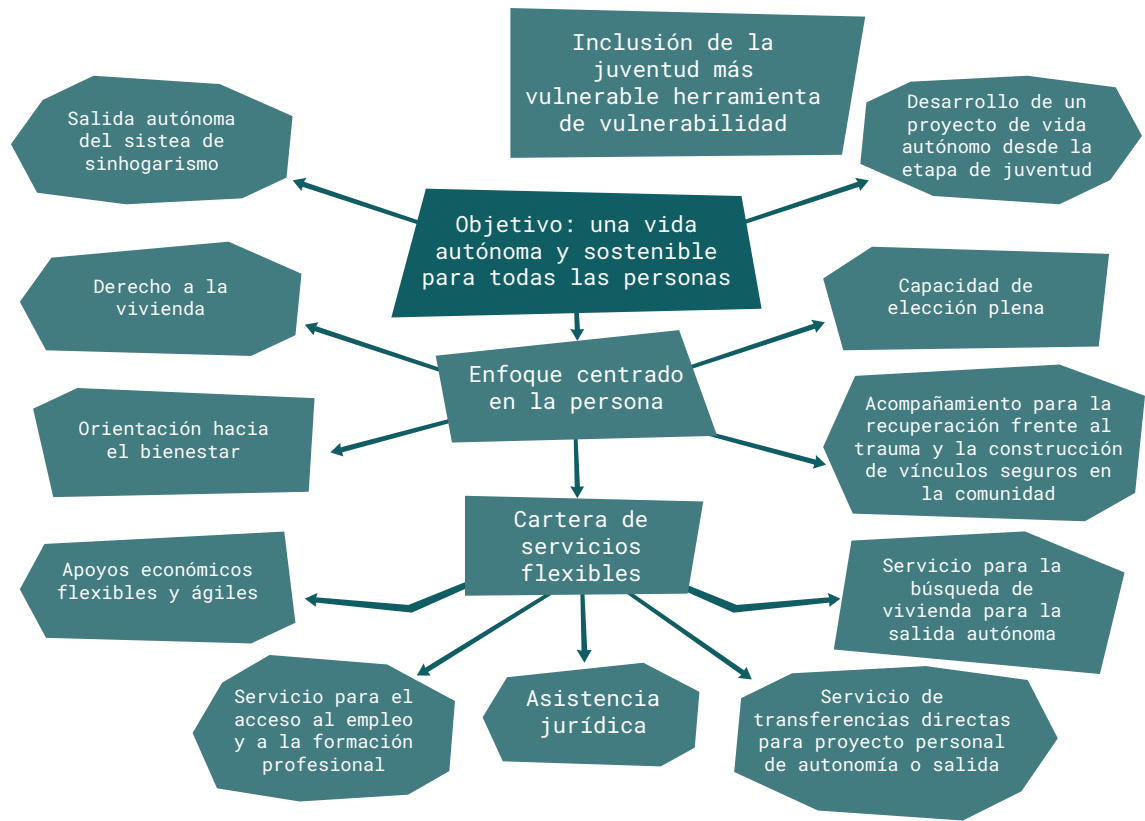 Inclusión de la
juventud más
vulnerable herramienta
de vulnerabilidad
Salida autónoma
del sistea de
sinhogarismo
Desarrollo de un
proyecto de vida
autónomo desde la
etapa de juventud
Objetivo: una vida
autónoma y sostenible
para todas las personas
Derecho a la
vivienda
Capacidad de
elección plena
Enfoque centrado
en la persona
Orientación hacia
el bienestar
Acompañamiento para la
recuperación frente al
trauma y la construcción
de vínculos seguros en
la comunidad
Cartera de
servicios
flexibles
Apoyos económicos
flexibles y ágiles
Servicio para la
búsqueda de
vivienda para la
salida autónoma
Servicio para el
acceso al empleo
y a la formación
profesional
Asistencia
jurídica
Servicio de
transferencias directas
para proyecto personal
de autonomía o salida